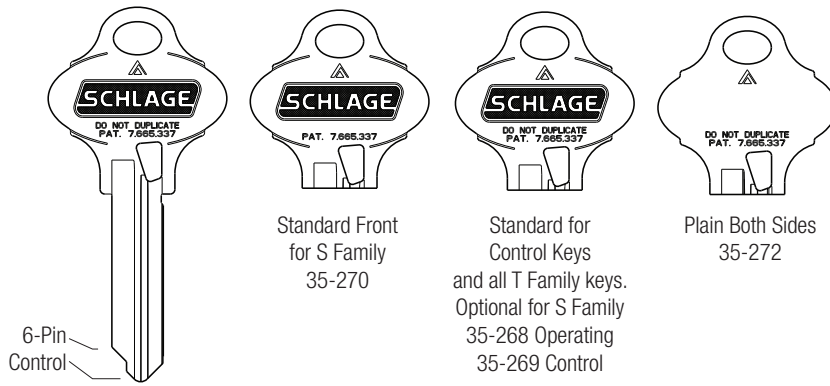 SCHLAGE
DO NOT DUPLICATE
PAT. 7.665.337
6-Pin
Control
SCHLAGE
PAT. 7.665.337
Standard Front
for S Family
35-270
SCHLAGE
DO NOT DUPLICATE
PAT. 7.665.337
Standard for
Control Keys
and all T Family keys.
Optional for S Family
35-268 Operating
35-269 Control
DO NOT DUPLICATE
PAT. 7.665.337
Plain Both Sides
35-272